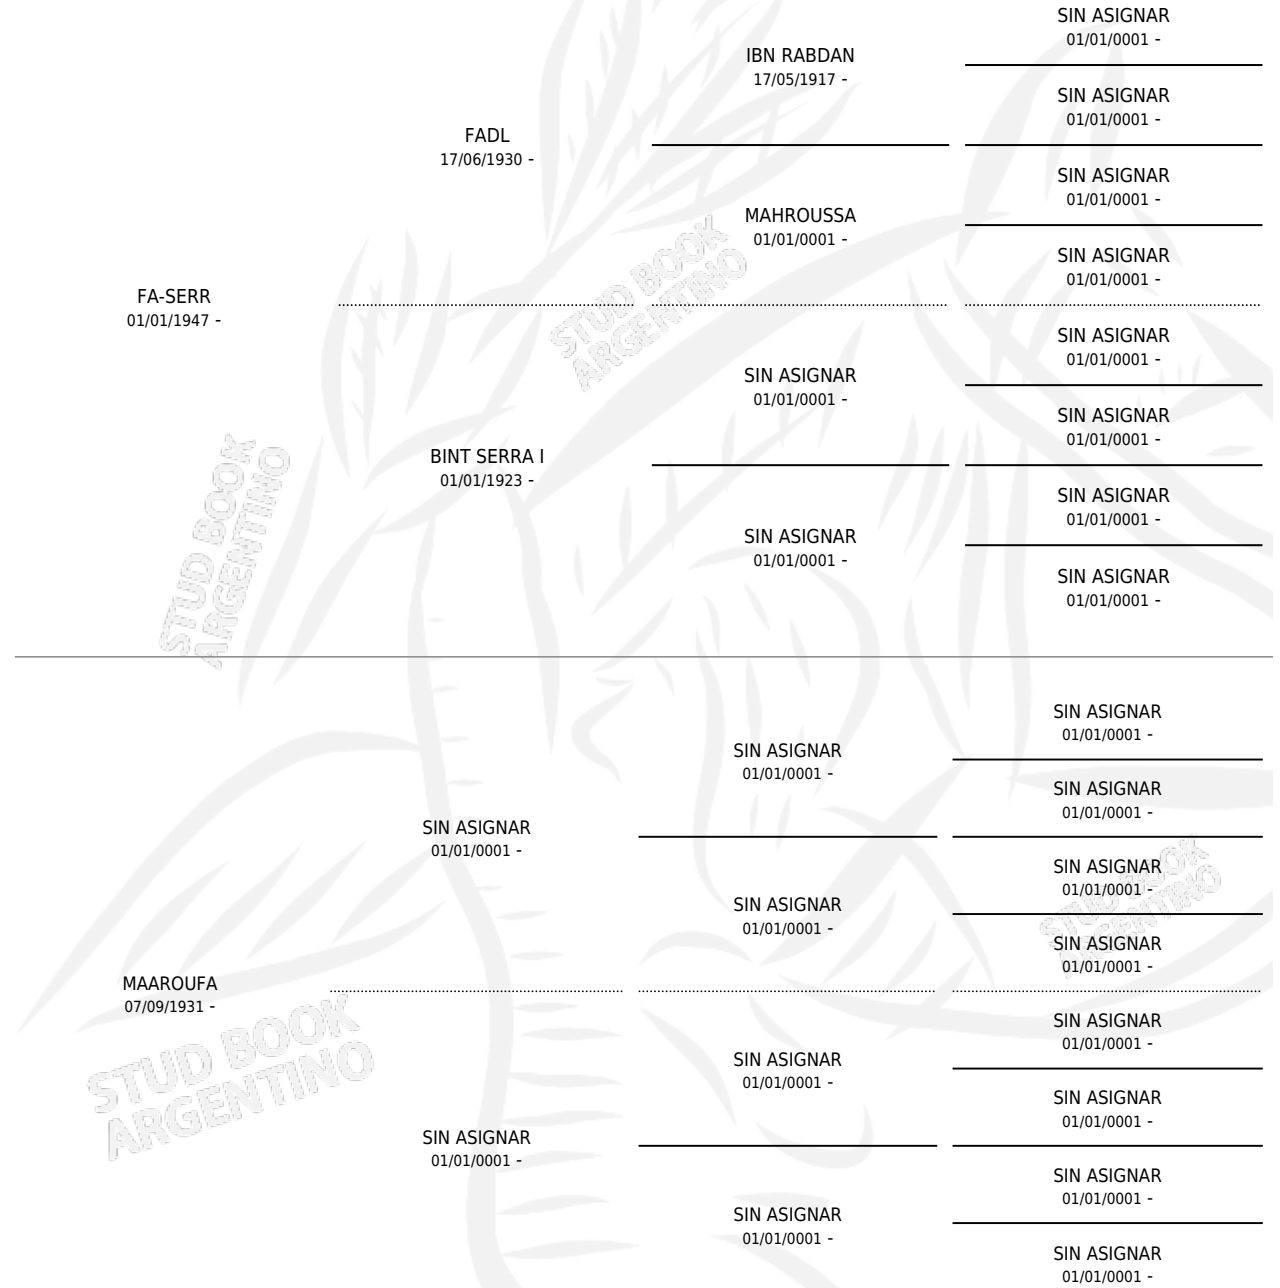 SIN ASIGNAR
01/01/0001 -
IBN RABDAN
17/05/1917 -
SIN ASIGNAR
01/01/0001 -
FADL
17/06/1930 -
SIN ASIGNAR
01/01/0001 -
MAHROUSSA
01/01/0001 -
STUD BOOK
ARGENTINO
SIN ASIGNAR
01/01/0001 -
FA-SERR
01/01/1947 -
SIN ASIGNAR
01/01/0001 -
SIN ASIGNAR
01/01/0001 -
SIN ASIGNAR
01/01/0001 -
BINT SERRA I
01/01/1923 -
STUD BOOK
ARGENTINO
SIN ASIGNAR
01/01/0001 -
SIN ASIGNAR
01/01/0001 -
SIN ASIGNAR
01/01/0001 -
SIN ASIGNAR
01/01/0001 -
SIN ASIGNAR
01/01/0001 -
SIN ASIGNAR
01/01/0001 -
SIN ASIGNAR
01/01/0001 -
SIN ASIGNAR
01/01/0001 -
STUD BOOK
ARGENTINO
SIN ASIGNAR
01/01/0001 -
SIN ASIGNAR
01/01/0001 -
MAAROUFA
07/09/1931 -
STUD BOOK
ARGENTINO
SIN ASIGNAR
01/01/0001 -
SIN ASIGNAR
01/01/0001 -
SIN ASIGNAR
01/01/0001 -
SIN ASIGNAR
01/01/0001 -
SIN ASIGNAR
01/01/0001 -
SIN ASIGNAR
01/01/0001 -
SIN ASIGNAR
01/01/0001 -